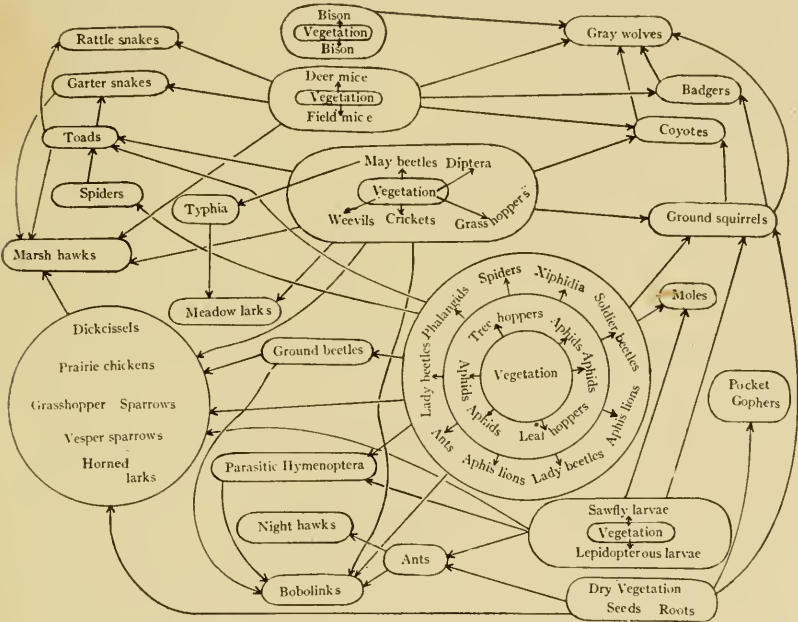 Bison
Vegetation
Bison
Gray wolves
Rattle snakes
Deer mice
Vegetation
Field mice
Garter snakes
Badgers
Toads
Coyotes
May beetles
Diptera
Vegetation
Weevils
Crickets
Grass hoppers
Spiders
Typhia
Ground squirrels
Marsh hawks
Meadow larks
Phalangids
Spiders
Xiphidia
Soldier beetles
Aphis lions
Lady beetles
Aphis lions
Ants
Lady beetles
Tree hoppers
Aphids
Aphids
Leaf hoppers
Aphids
Aphids
Vegetation
Moles
Dickcissels
Prairie chickens
Grasshopper Sparrows
Vesper sparrows
Horned
larks
Ground beetles
Pocket
Gophers
Parasitic Hymenoptera
Night hawks
Ants
Bobolinks
Sawfly larvae
Vegetation
Lepidopterous larvae
Dry Vegetation
Seeds Roots